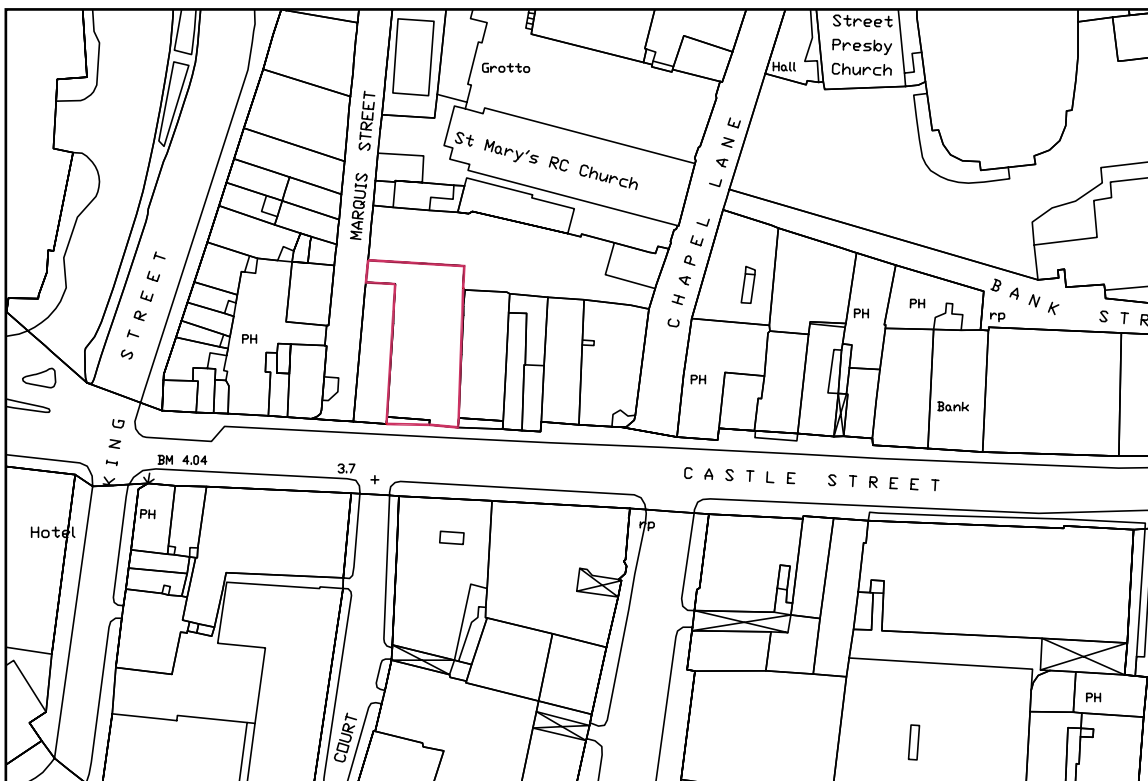 Street
Presby
Church
Hall
Grotto
St Mary's RC Church
MARQUIS STREET
CHAPEL LANE
KING STREET
BANK STR
rp
PH
PH
PH
PH
Bank
CASTLE STREET
BM 4.04
3.7
+
PH
Hotel
rp
COURT
PH